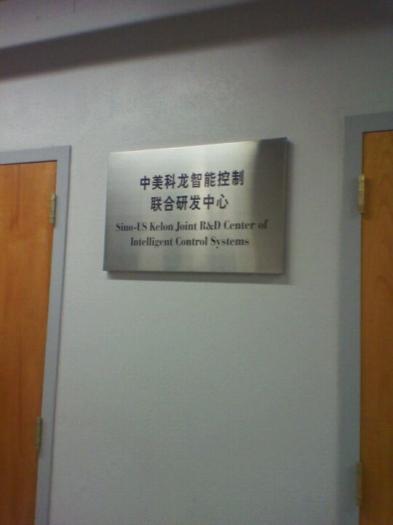 中美科龙智能控制
联合研发中心
Sino-US Kelon Joint R&D Center of
Intelligent Control Systems